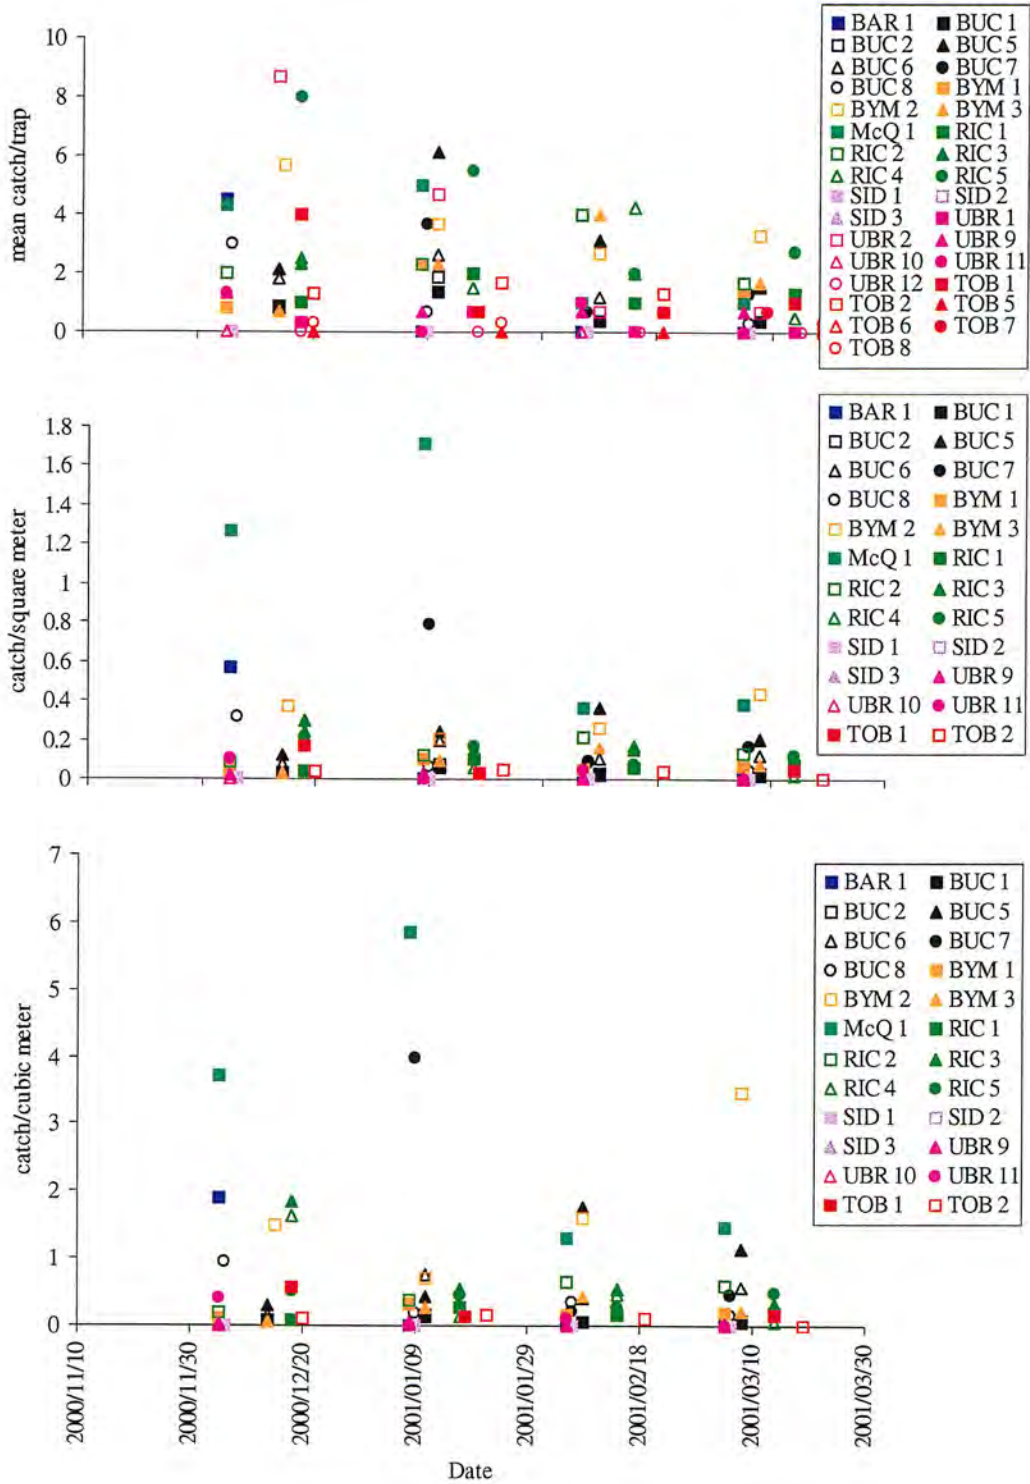 mean catch/trap
10
8
6
4
2
0
BAR 1 BUC 1
BUC 2 BUC 5
BUC 6 BUC 7
BUC 8 BYM 1
BYM 2 BYM 3
McQ 1 RIC 1
RIC 2 RIC 3
RIC 4 RIC 5
SID 1 SID 2
SID 3 UBR 1
UBR 2 UBR 9
UBR 10 UBR 11
UBR 12 TOB 1
TOB 2 TOB 5
TOB 6 TOB 7
TOB 8
catch/square meter
1.8
1.6
1.4
1.2
1
0.8
0.6
0.4
0.2
0
BAR 1 BUC 1
BUC 2 BUC 5
BUC 6 BUC 7
BUC 8 BYM 1
BYM 2 BYM 3
McQ 1 RIC 1
RIC 2 RIC 3
RIC 4 RIC 5
SID 1 SID 2
SID 3 UBR 9
UBR 10 UBR 11
TOB 1 TOB 2
catch/cubic meter
7
6
5
4
3
2
1
0
BAR 1 BUC 1
BUC 2 BUC 5
BUC 6 BUC 7
BUC 8 BYM 1
BYM 2 BYM 3
McQ 1 RIC 1
RIC 2 RIC 3
RIC 4 RIC 5
SID 1 SID 2
SID 3 UBR 9
UBR 10 UBR 11
TOB 1 TOB 2
2000/11/10
2000/11/30
2000/12/20
2001/01/09
2001/01/29
2001/02/18
2001/03/10
2001/03/30
Date